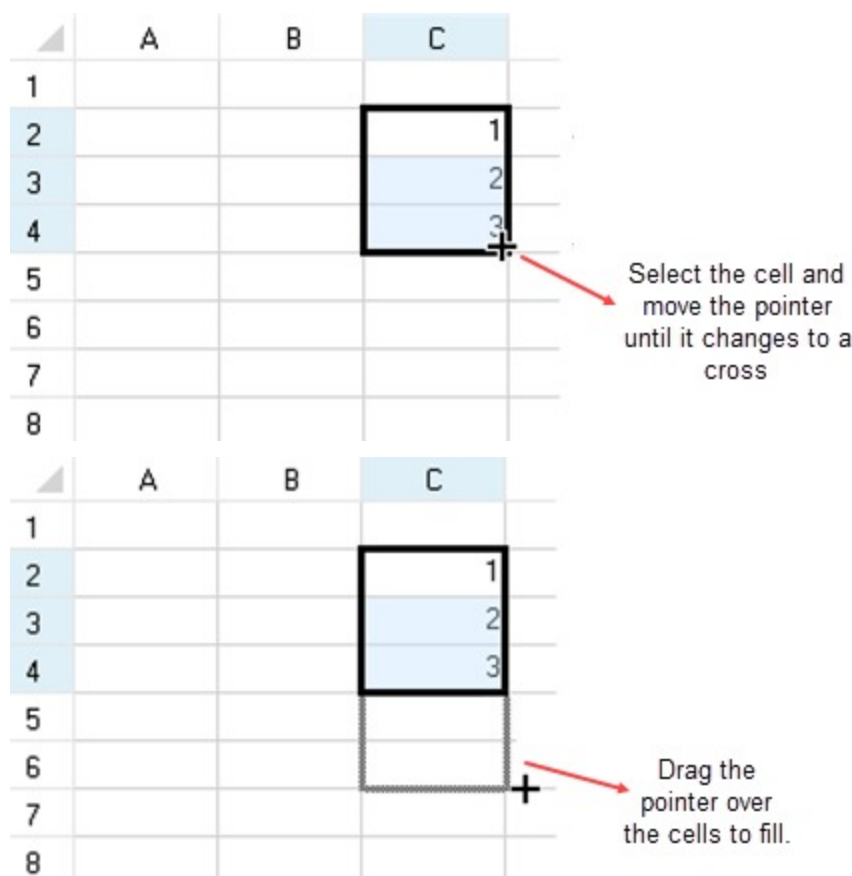 A B C
1
2 1
3 2
4 3
5
6
7
8
Select the cell and
move the pointer
until it changes to a
cross
A B C
1
2 1
3 2
4 3
5
6
7
8
Drag the
pointer over
the cells to fill.